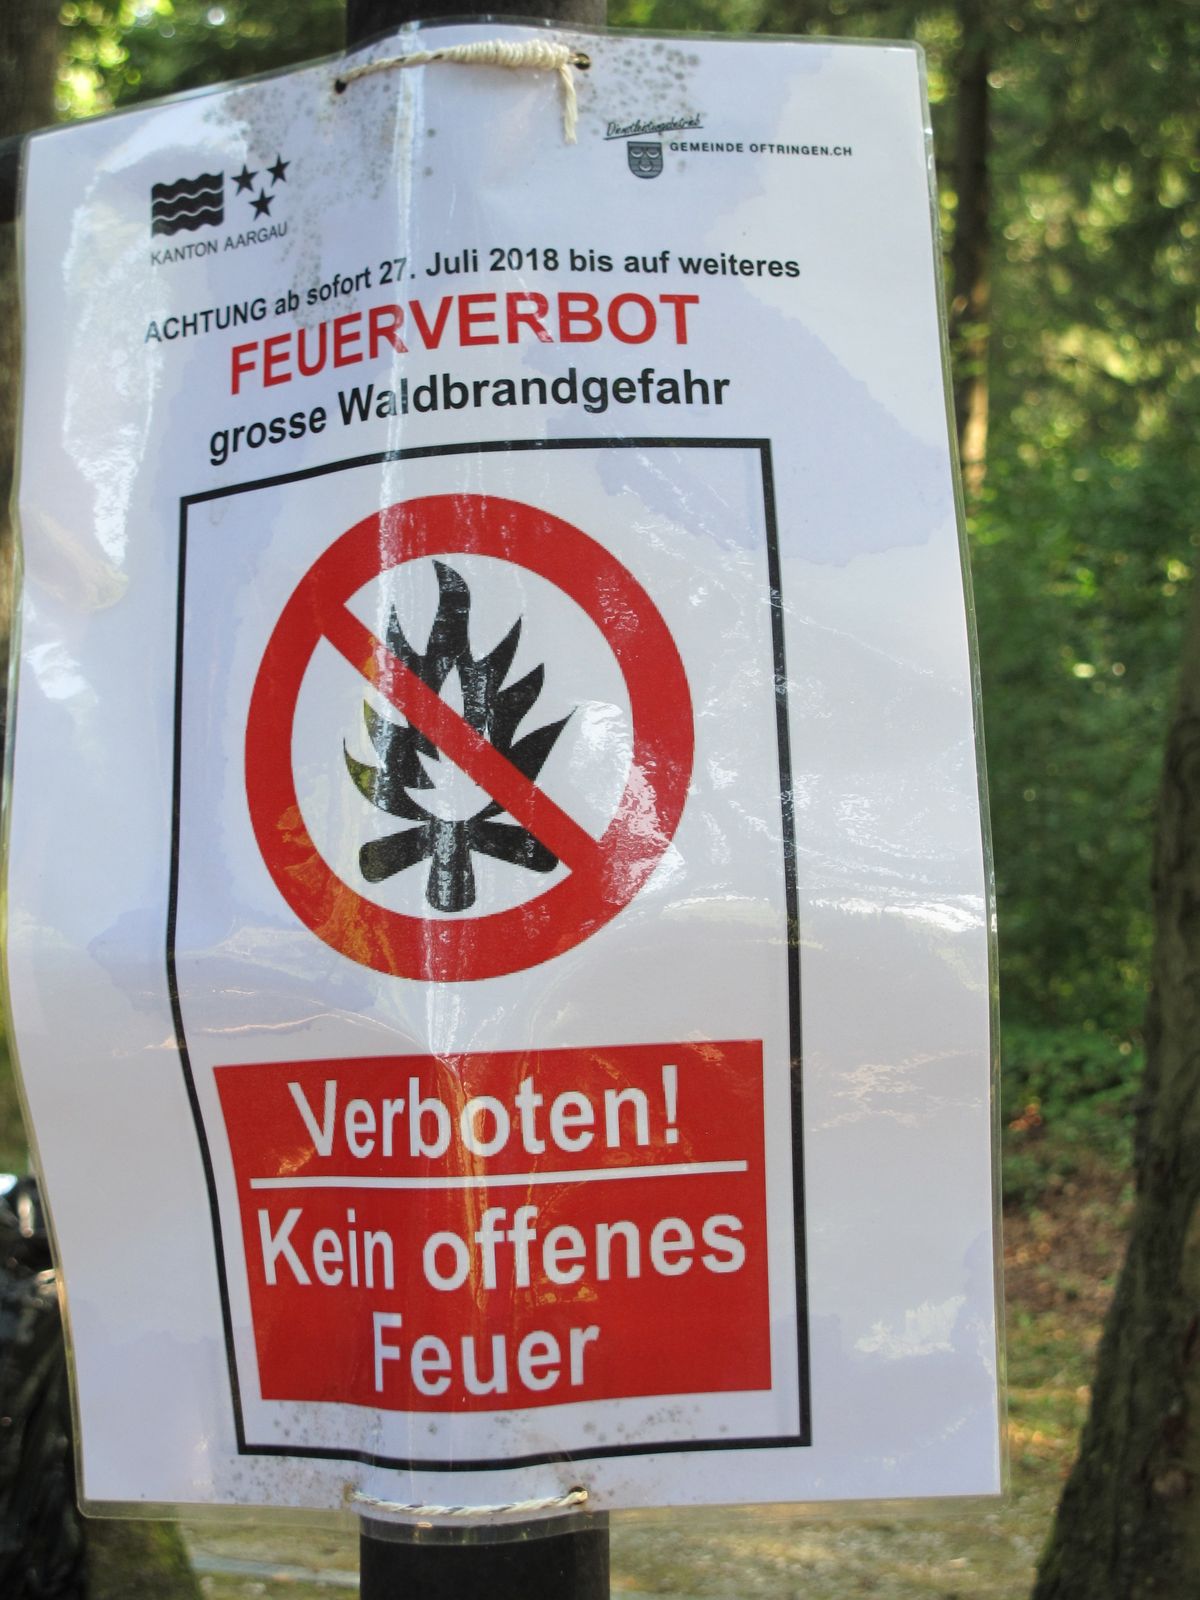 Dienstleistungsbetrieb
GEMEINDE OFTRINGEN.CH
KANTON AARGAU
ACHTUNG ab sofort 27. Juli 2018 bis auf weiteres
FEUERVERBOT
grosse Waldbrandgefahr
Verboten!
Kein offenes
Feuer